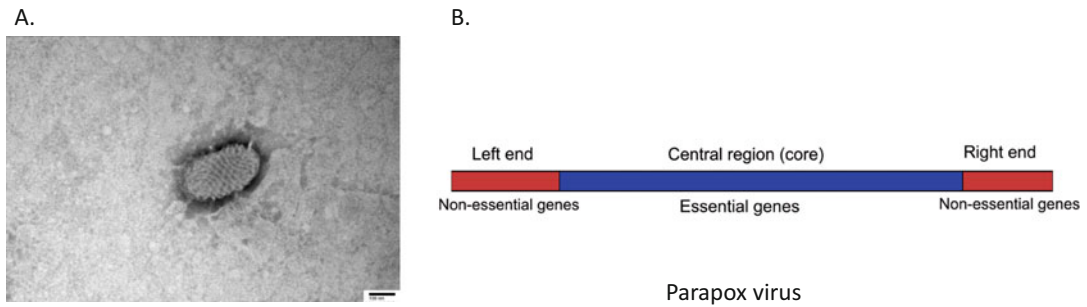 A.
B.
Left end
Central region (core)
Right end
Non-essential genes
Essential genes
Non-essential genes
Parapox virus